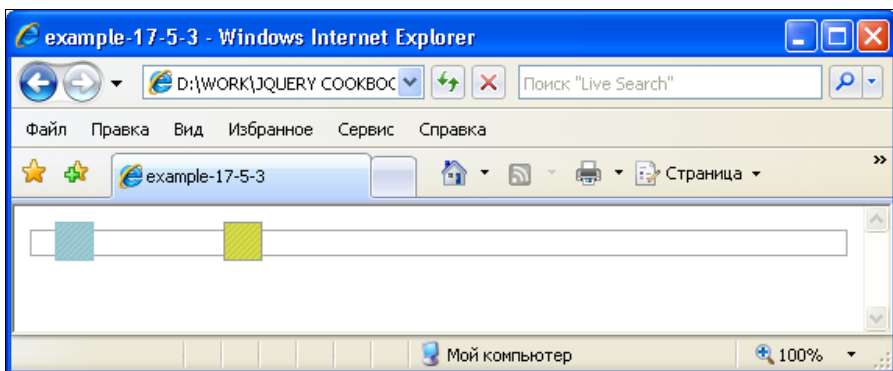 example-17-5-3 - Windows Internet Explorer
D:\WORK\JQUERY COOKBOC
Поиск "Live Search"
Файл Правка Вид Избранное Сервис Справка
example-17-5-3
Страница
»
Мой компьютер
100%